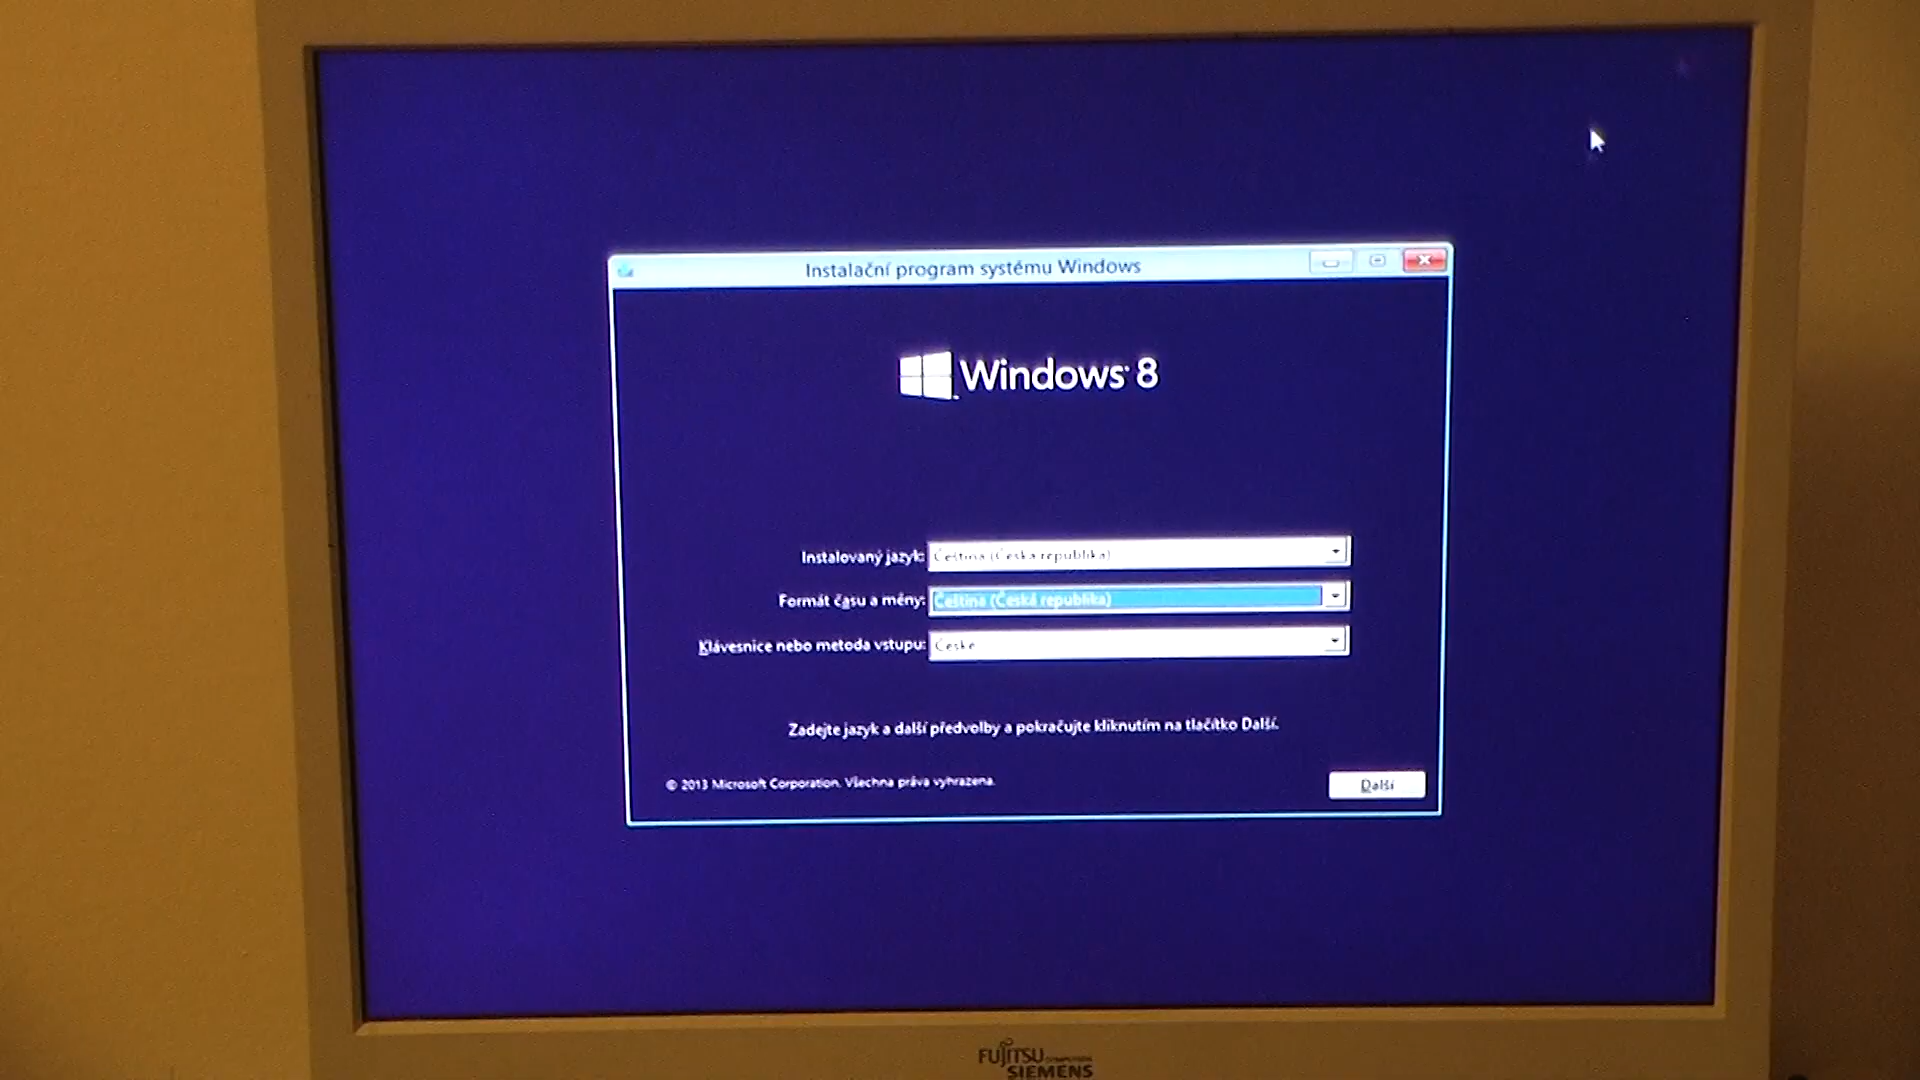 Instalační program systému Windows
Windows 8
Instalovaný jazyk: Čeština (Česká republika)
Formát času a měny: Čeština (Česká republika)
Klávesnice nebo metoda vstupu: České
Zadejte jazyk a další předvolby a pokračujte kliknutím na tlačítko Další.
© 2013 Microsoft Corporation. Všechna práva vyhrazena.
Další
FUJITSU COMPUTERS
SIEMENS